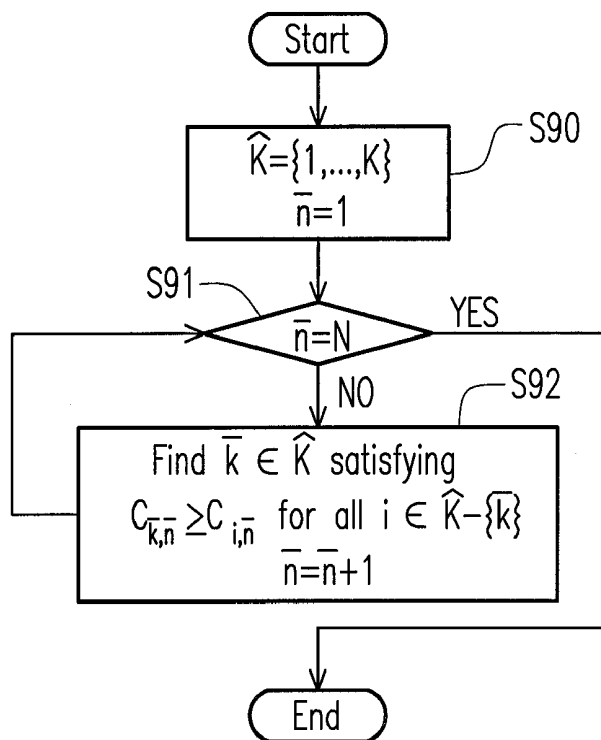 Start
S90
K̂={1,...,K}
n̄=1
S91
n̄=N
YES
NO
S92
Find k̄ ∈ K̂ satisfying
C_{k̄,n̄} ≥ C_{i,n̄} for all i ∈ K̂-{k̄}
n̄=n̄+1
End